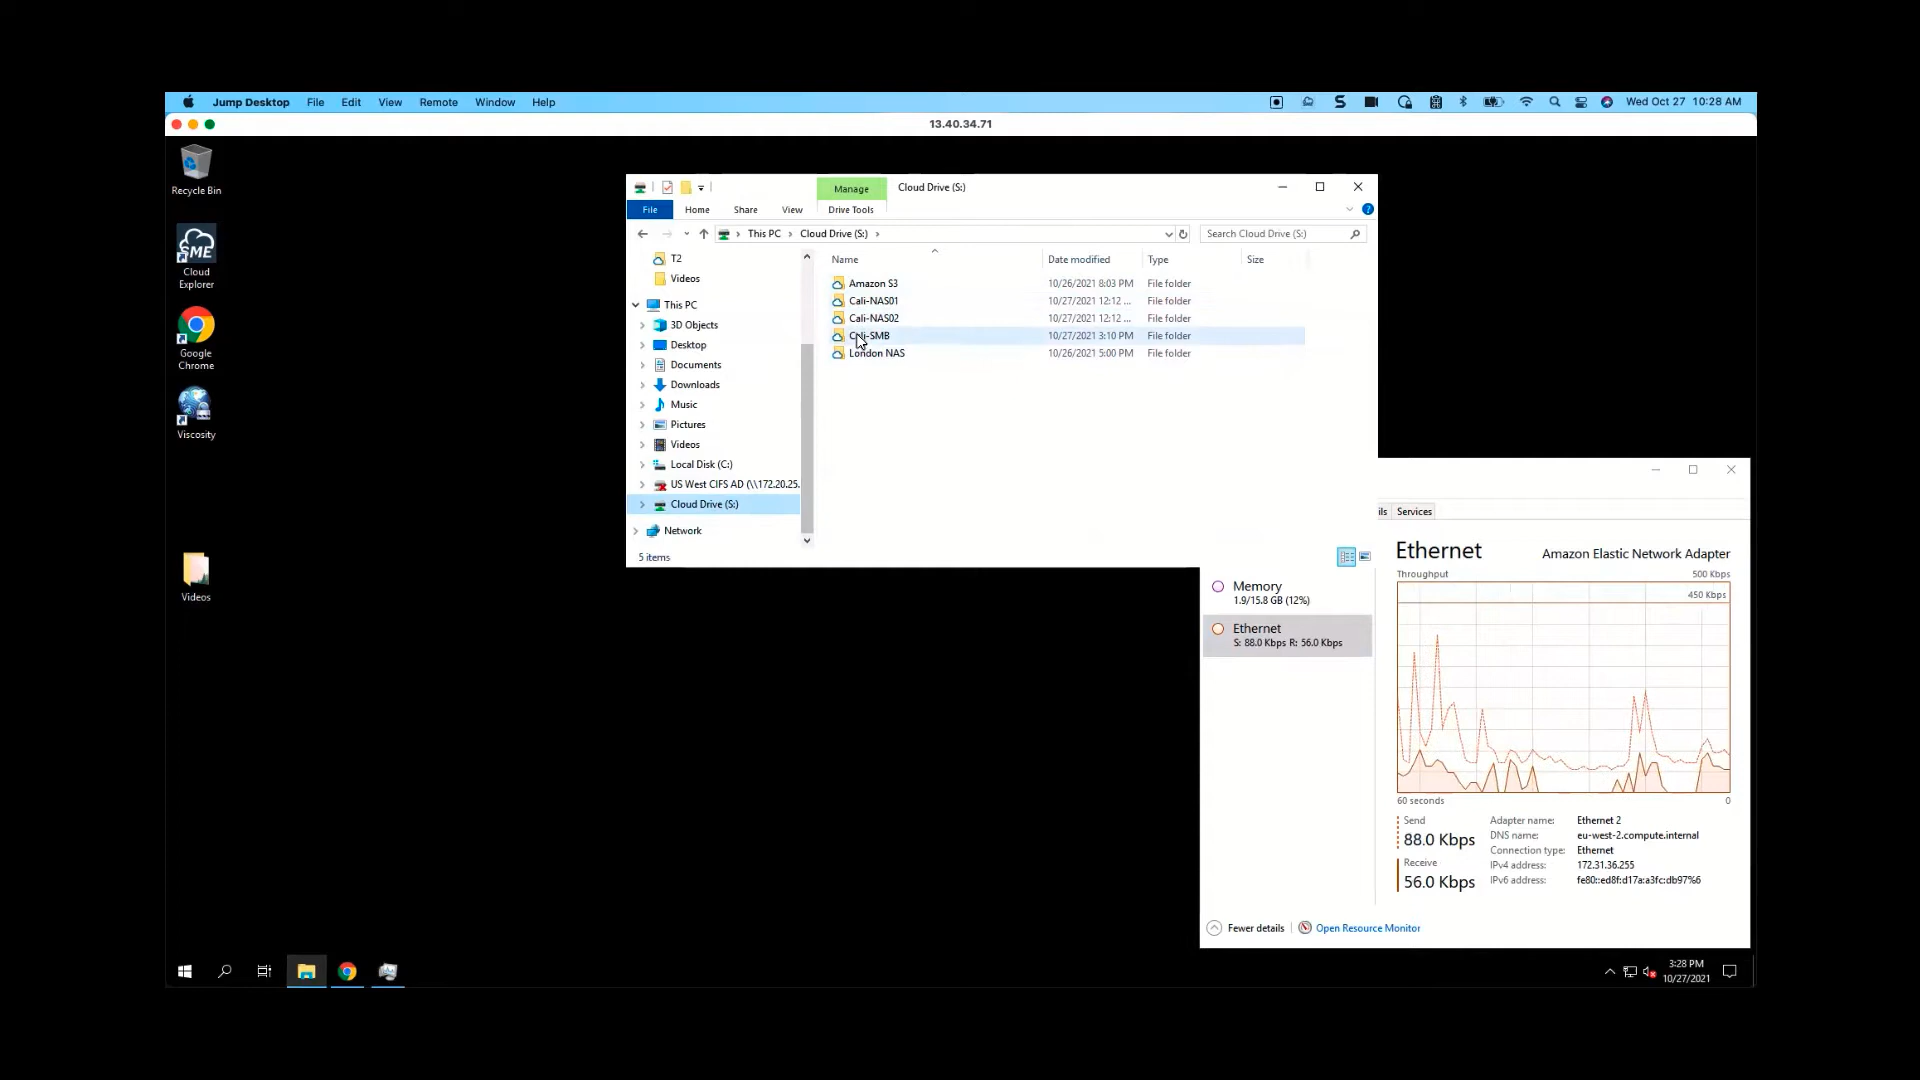 Jump Desktop File Edit View Remote Window Help
Wed Oct 27 10:28 AM
13.40.34.71
Recycle Bin
Cloud
Explorer
Google
Chrome
Viscosity
Videos
Manage
Cloud Drive (S:)
File Home Share View Drive Tools
This PC Cloud Drive (S:)
Search Cloud Drive (S:)
T2
Videos
This PC
3D Objects
Desktop
Documents
Downloads
Music
Pictures
Videos
Local Disk (C:)
US West CIFS AD (\\172.20.25.
Cloud Drive (S:)
Network
5 items
Name Date modified Type Size
Amazon S3 10/26/2021 8:03 PM File folder
Cali-NAS01 10/27/2021 12:12 ... File folder
Cali-NAS02 10/27/2021 12:12 ... File folder
Cali-SMB 10/27/2021 3:10 PM File folder
London NAS 10/26/2021 5:00 PM File folder
ils Services
Memory
1.9/15.8 GB (12%)
Ethernet
S: 88.0 Kbps R: 56.0 Kbps
Ethernet Amazon Elastic Network Adapter
Throughput 500 Kbps
450 Kbps
60 seconds 0
Send
88.0 Kbps
Receive
56.0 Kbps
Adapter name: Ethernet 2
DNS name: eu-west-2.compute.internal
Connection type: Ethernet
IPv4 address: 172.31.36.255
IPv6 address: fe80::ed8f:d17a:a3fc:db97%6
Fewer details Open Resource Monitor
3:28 PM
10/27/2021
SME